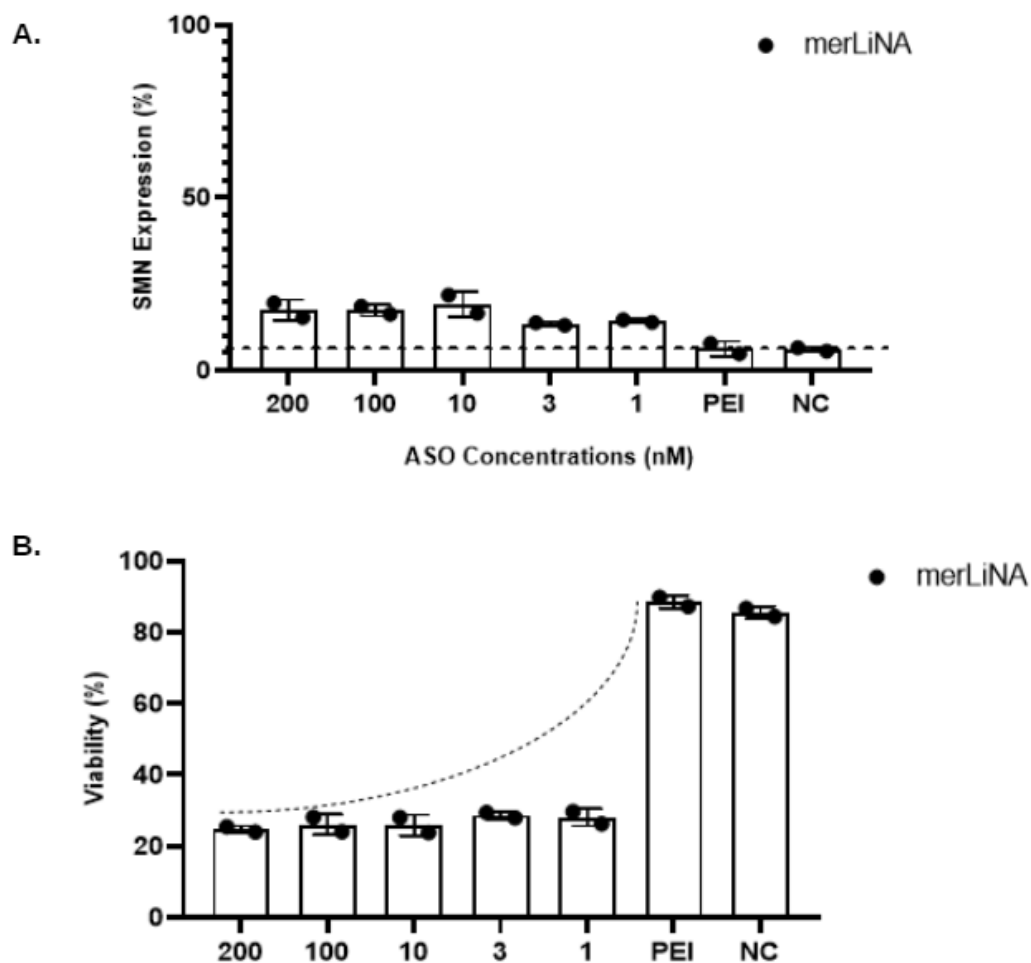 A.
100
merLiNA
SMN Expression (%)
50
0
200 100 10 3 1 PEI NC
ASO Concentrations (nM)
B.
100
merLiNA
80
Viability (%)
60
40
20
0
200 100 10 3 1 PEI NC